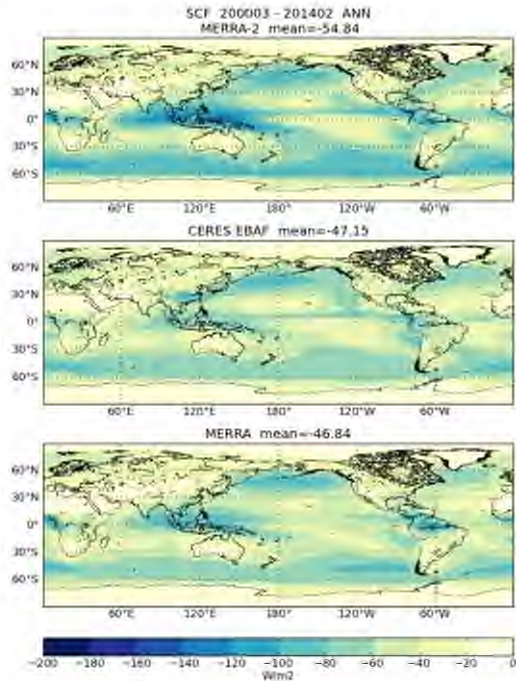 SCF 200003 - 201402 ANN
MERRA-2 mean=-54.84
60°N
30°N
0°
30°S
60°S
60°E 120°E 180° 120°W 60°W
CERES EBAF mean=-47.15
60°N
30°N
0°
30°S
60°S
60°E 120°E 180° 120°W 60°W
MERRA mean=-46.84
60°N
30°N
0°
30°S
60°S
60°E 120°E 180° 120°W 60°W
−200 −180 −160 −140 −120 −100 −80 −60 −40 −20 0
W/m2